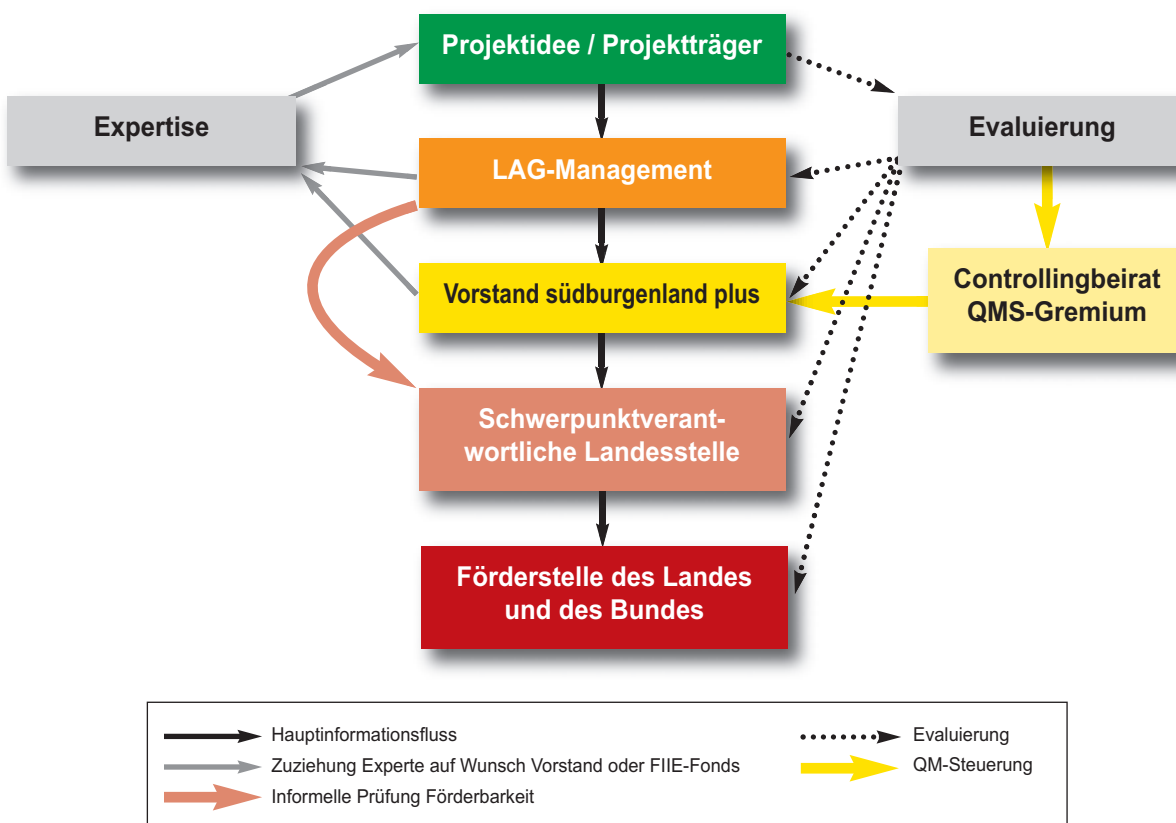 Projektidee / Projektträger
Expertise
Evaluierung
LAG-Management
Vorstand südburgenland plus
Controllingbeirat
QMS-Gremium
Schwerpunktverant-
wortliche Landesstelle
Förderstelle des Landes
und des Bundes
Hauptinformationsfluss
Zuziehung Experte auf Wunsch Vorstand oder FIIE-Fonds
Informelle Prüfung Förderbarkeit
Evaluierung
QM-Steuerung